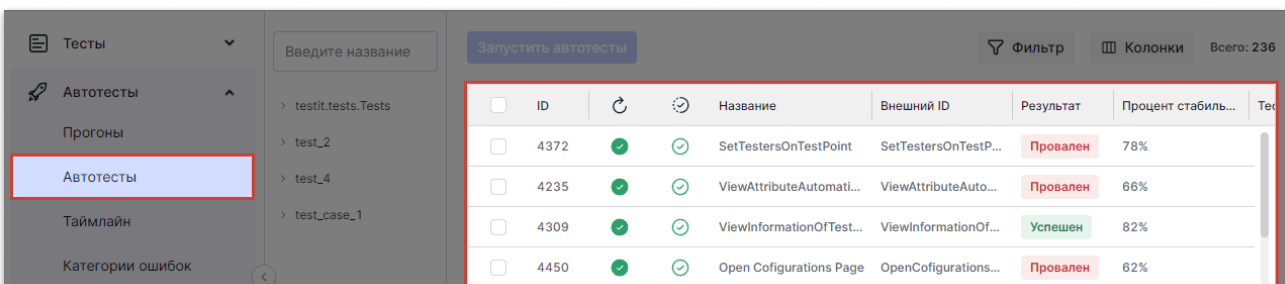 Тесты
Введите название
Запустить автотесты
Фильтр
Колонки
Всего: 236
Автотесты
Прогоны
Автотесты
Таймлайн
Категории ошибок
testit.tests.Tests
test_2
test_4
test_case_1
ID Название Внешний ID Результат Процент стабиль... Тес
4372 SetTestersOnTestPoint SetTestersOnTestP... Провален 78%
4235 ViewAttributeAutomati... ViewAttributeAuto... Провален 66%
4309 ViewInformationOfTest... ViewInformationOf... Успешен 82%
4450 Open Cofigurations Page OpenCofigurations... Провален 62%